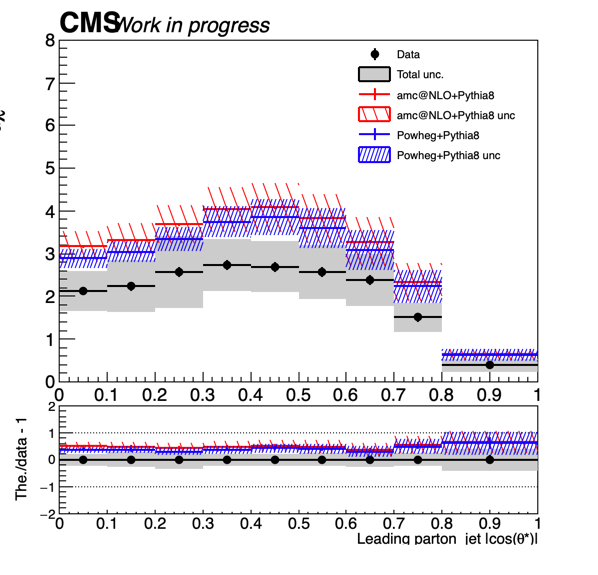 CMS Work in progress
8
7
6
5
4
3
2
1
0
Data
Total unc.
amc@NLO+Pythia8
amc@NLO+Pythia8 unc
Powheg+Pythia8
Powheg+Pythia8 unc
0 0.1 0.2 0.3 0.4 0.5 0.6 0.7 0.8 0.9 1
The./data - 1
2
1
0
−1
−2
0 0.1 0.2 0.3 0.4 0.5 0.6 0.7 0.8 0.9 1
Leading parton_jet |cos(θ*)|